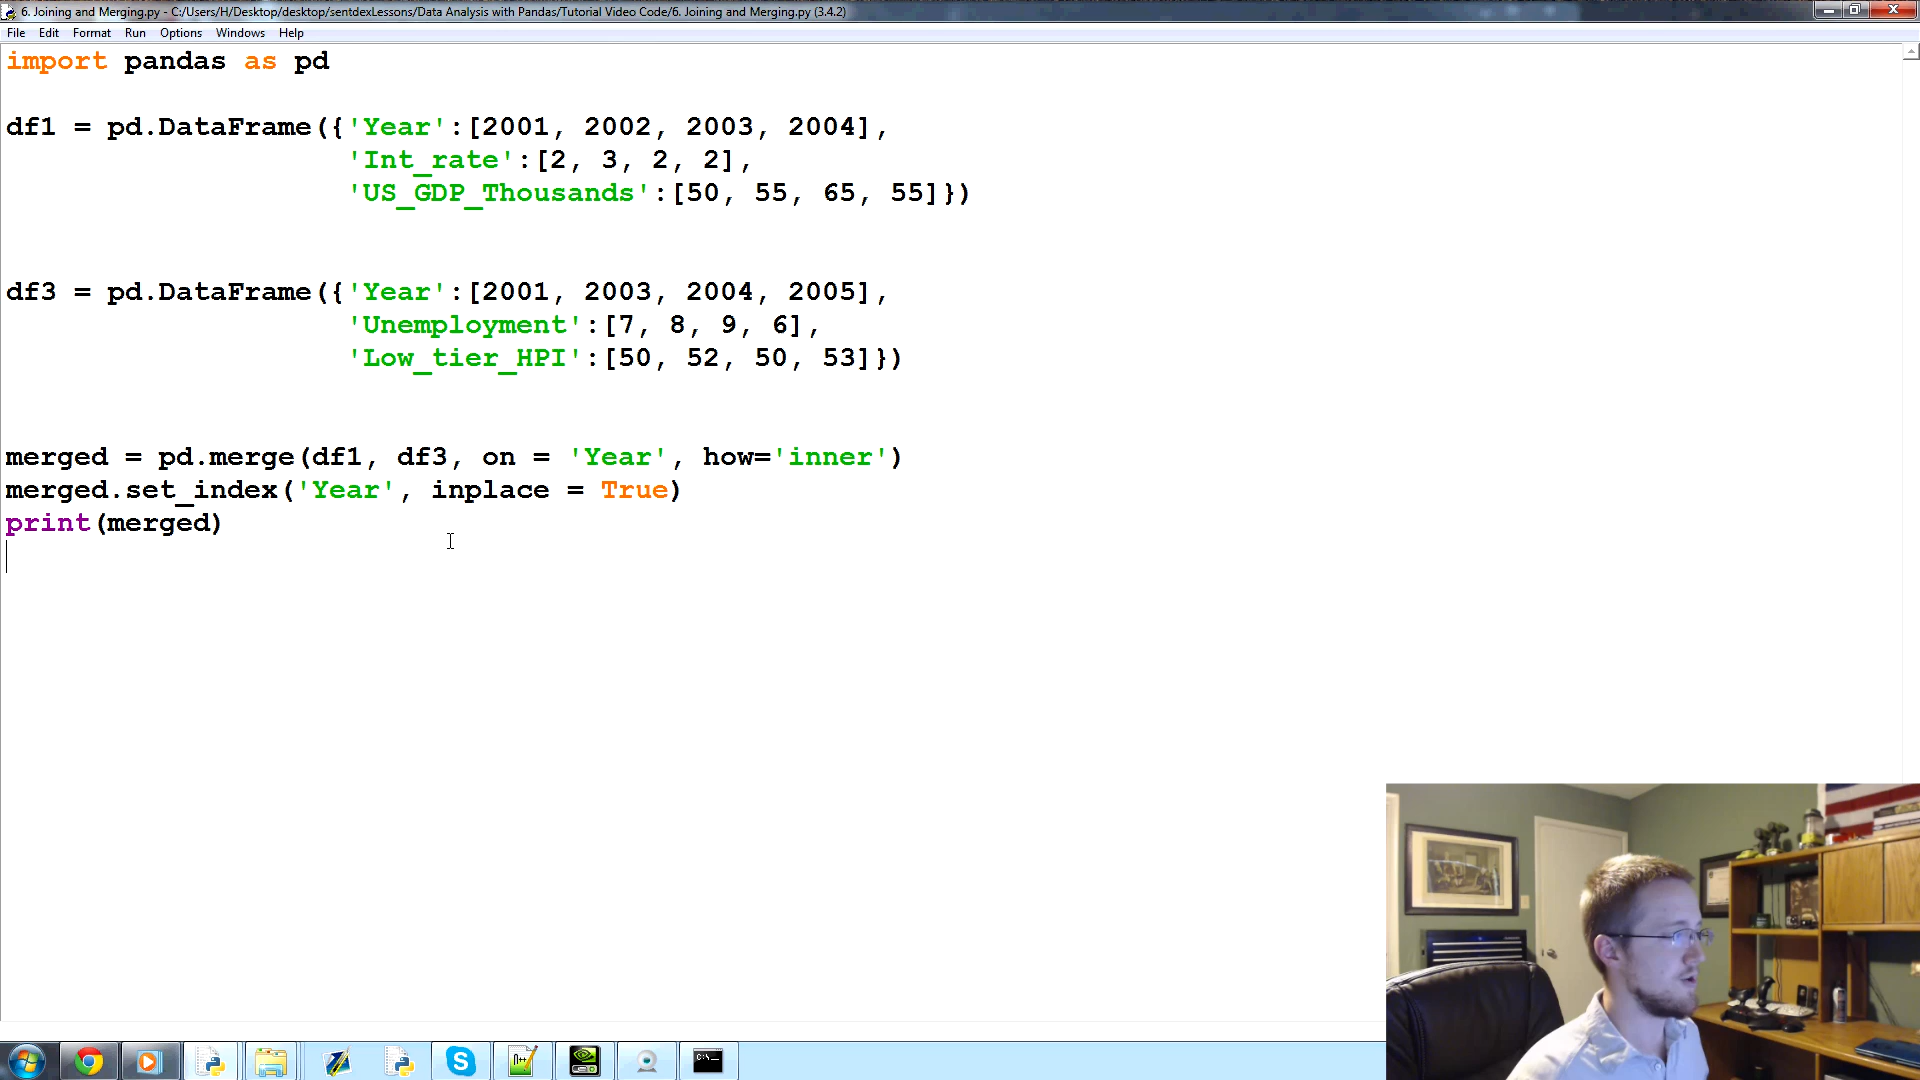 6. Joining and Merging.py - C:/Users/H/Desktop/desktop/sentdexLessons/Data Analysis with Pandas/Tutorial Video Code/6. Joining and Merging.py (3.4.2)
File Edit Format Run Options Windows Help
import pandas as pd
df1 = pd.DataFrame({'Year':[2001, 2002, 2003, 2004],
'Int_rate':[2, 3, 2, 2],
'US_GDP_Thousands':[50, 55, 65, 55]})
df3 = pd.DataFrame({'Year':[2001, 2003, 2004, 2005],
'Unemployment':[7, 8, 9, 6],
'Low_tier_HPI':[50, 52, 50, 53]})
merged = pd.merge(df1, df3, on = 'Year', how='inner')
merged.set_index('Year', inplace = True)
print(merged)